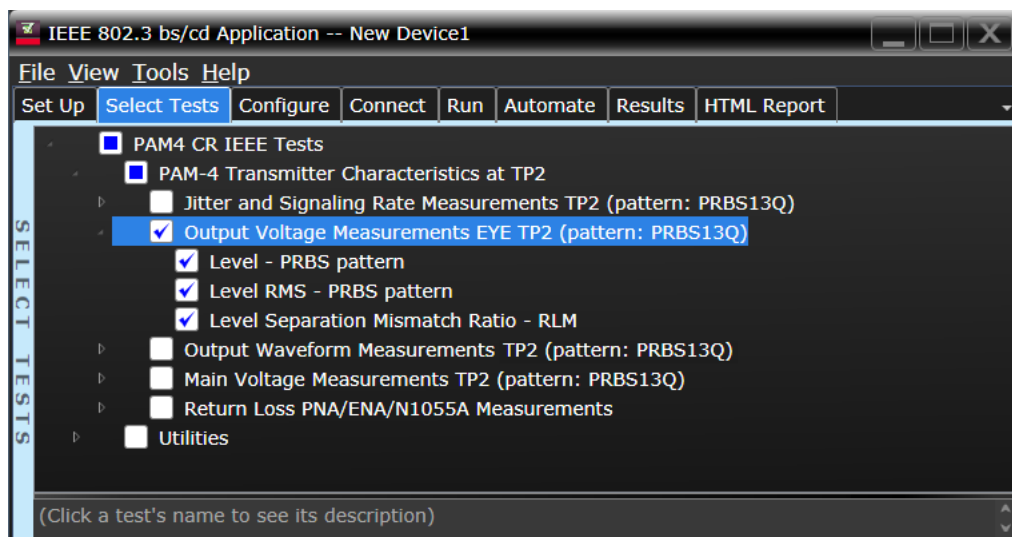 IEEE 802.3 bs/cd Application -- New Device1
File View Tools Help
Set Up Select Tests Configure Connect Run Automate Results HTML Report
SELECT TESTS
PAM4 CR IEEE Tests
PAM-4 Transmitter Characteristics at TP2
Jitter and Signaling Rate Measurements TP2 (pattern: PRBS13Q)
Output Voltage Measurements EYE TP2 (pattern: PRBS13Q)
Level - PRBS pattern
Level RMS - PRBS pattern
Level Separation Mismatch Ratio - RLM
Output Waveform Measurements TP2 (pattern: PRBS13Q)
Main Voltage Measurements TP2 (pattern: PRBS13Q)
Return Loss PNA/ENA/N1055A Measurements
Utilities
(Click a test's name to see its description)